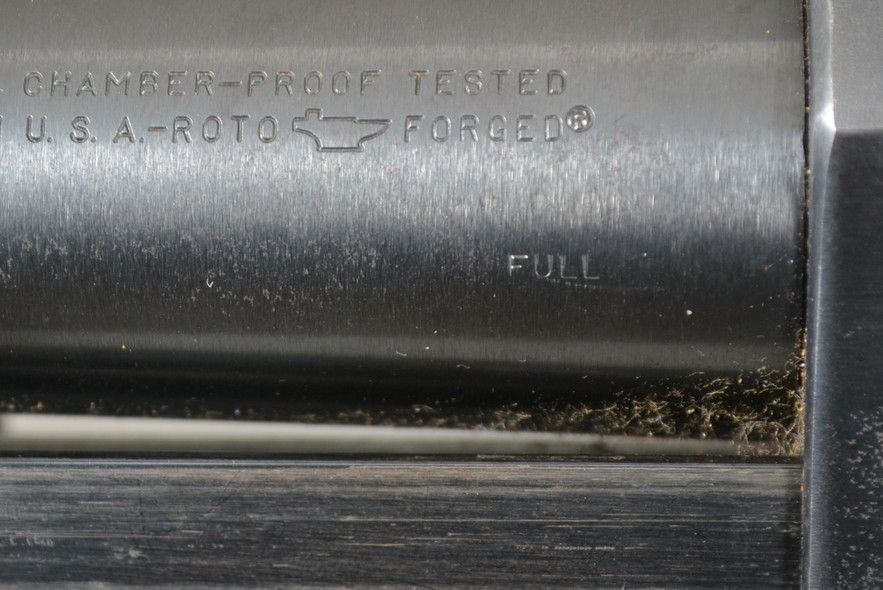 CHAMBER-PROOF TESTED
U.S.A.-ROTO FORGED®
FULL